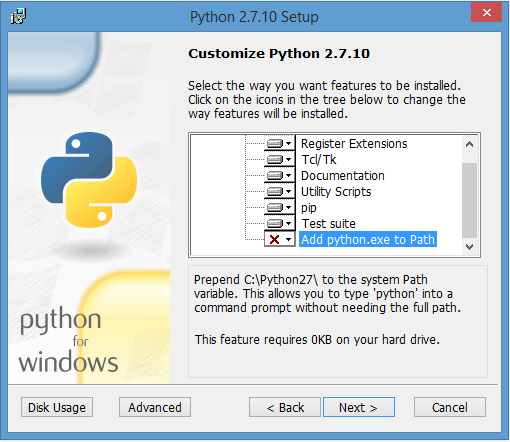 Python 2.7.10 Setup
Customize Python 2.7.10
Select the way you want features to be installed.
Click on the icons in the tree below to change the
way features will be installed.
Register Extensions
Tcl/Tk
Documentation
Utility Scripts
pip
Test suite
Add python.exe to Path
Prepend C:\Python27\ to the system Path
variable. This allows you to type 'python' into a
command prompt without needing the full path.
This feature requires 0KB on your hard drive.
python
for
windows
Disk Usage
Advanced
< Back
Next >
Cancel